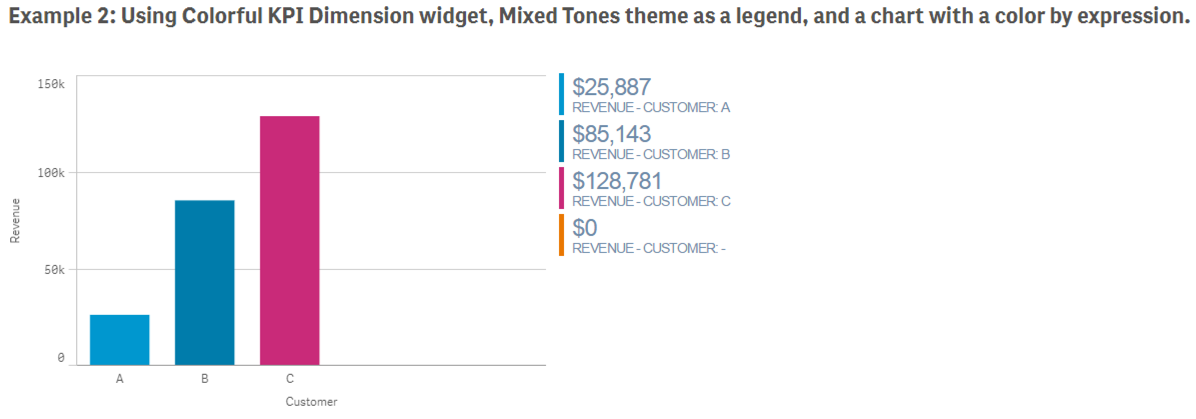 Example 2: Using Colorful KPI Dimension widget, Mixed Tones theme as a legend, and a chart with a color by expression.
150k
100k
50k
0
Revenue
A
B
C
Customer
$25,887
REVENUE - CUSTOMER: A
$85,143
REVENUE - CUSTOMER: B
$128,781
REVENUE - CUSTOMER: C
$0
REVENUE - CUSTOMER: -